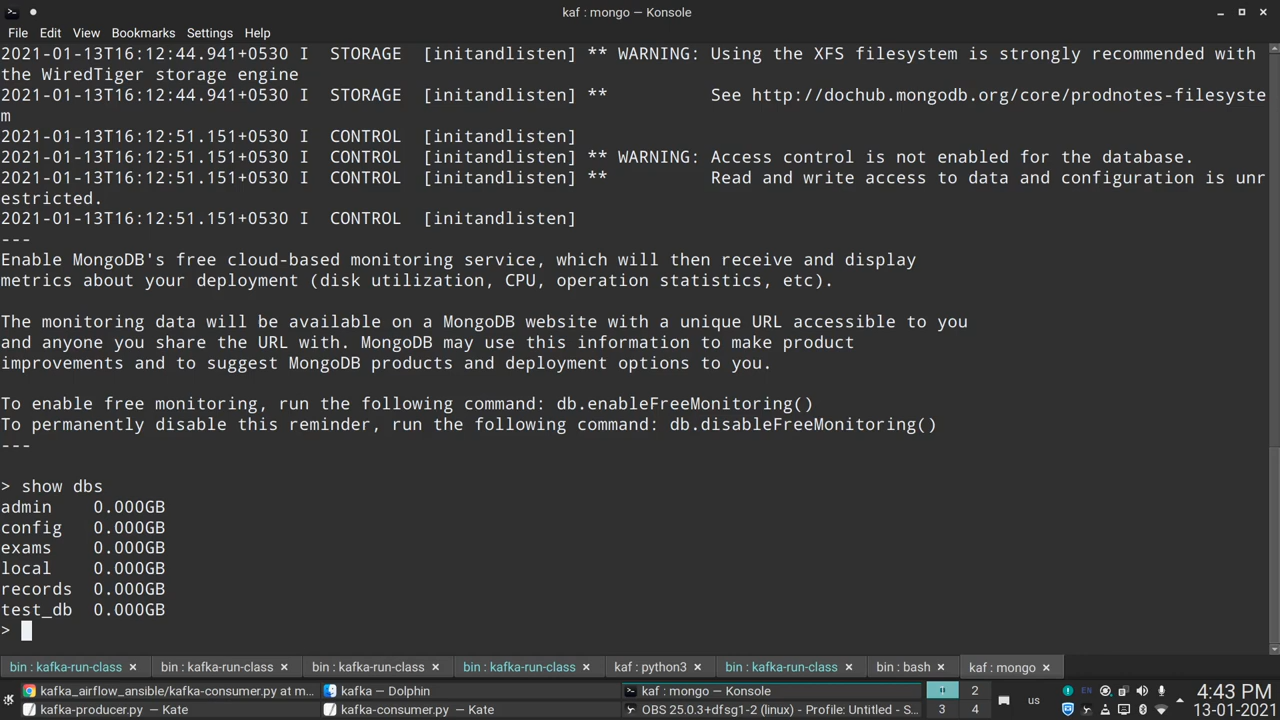 kaf : mongo — Konsole
File Edit View Bookmarks Settings Help
2021-01-13T16:12:44.941+0530 I STORAGE [initandlisten] ** WARNING: Using the XFS filesystem is strongly recommended with
the WiredTiger storage engine
2021-01-13T16:12:44.941+0530 I STORAGE [initandlisten] ** See http://dochub.mongodb.org/core/prodnotes-filesyste
m
2021-01-13T16:12:51.151+0530 I CONTROL [initandlisten]
2021-01-13T16:12:51.151+0530 I CONTROL [initandlisten] ** WARNING: Access control is not enabled for the database.
2021-01-13T16:12:51.151+0530 I CONTROL [initandlisten] ** Read and write access to data and configuration is unr
estricted.
2021-01-13T16:12:51.151+0530 I CONTROL [initandlisten]
---
Enable MongoDB's free cloud-based monitoring service, which will then receive and display
metrics about your deployment (disk utilization, CPU, operation statistics, etc).
The monitoring data will be available on a MongoDB website with a unique URL accessible to you
and anyone you share the URL with. MongoDB may use this information to make product
improvements and to suggest MongoDB products and deployment options to you.
To enable free monitoring, run the following command: db.enableFreeMonitoring()
To permanently disable this reminder, run the following command: db.disableFreeMonitoring()
---
> show dbs
admin 0.000GB
config 0.000GB
exams 0.000GB
local 0.000GB
records 0.000GB
test_db 0.000GB
>
bin : kafka-run-class bin : kafka-run-class bin : kafka-run-class bin : kafka-run-class kaf : python3 bin : kafka-run-class bin : bash kaf : mongo
kafka_airflow_ansible/kafka-consumer.py at m... kafka — Dolphin kaf : mongo — Konsole 2 EN us 4:43 PM
kafka-producer.py — Kate kafka-consumer.py — Kate OBS 25.0.3+dfsg1-2 (linux) - Profile: Untitled - S... 3 4 13-01-2021